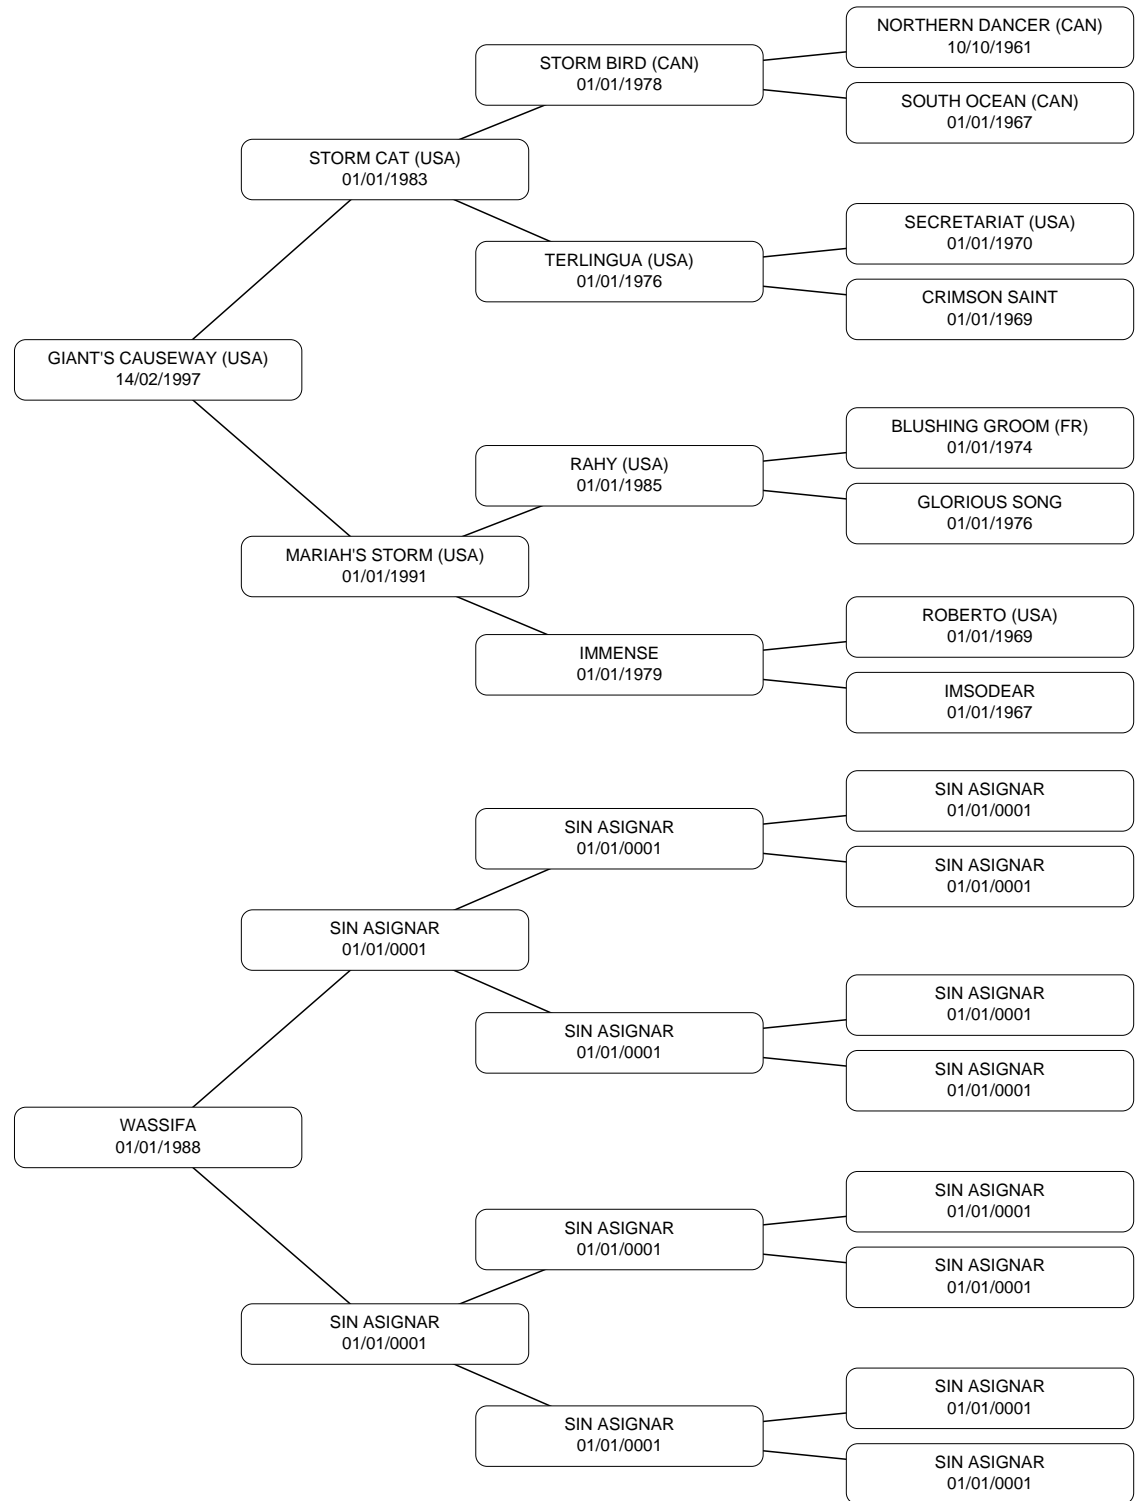 NORTHERN DANCER (CAN)
10/10/1961
STORM BIRD (CAN)
01/01/1978
SOUTH OCEAN (CAN)
01/01/1967
STORM CAT (USA)
01/01/1983
SECRETARIAT (USA)
01/01/1970
TERLINGUA (USA)
01/01/1976
CRIMSON SAINT
01/01/1969
GIANT'S CAUSEWAY (USA)
14/02/1997
BLUSHING GROOM (FR)
01/01/1974
RAHY (USA)
01/01/1985
GLORIOUS SONG
01/01/1976
MARIAH'S STORM (USA)
01/01/1991
ROBERTO (USA)
01/01/1969
IMMENSE
01/01/1979
IMSODEAR
01/01/1967
SIN ASIGNAR
01/01/0001
SIN ASIGNAR
01/01/0001
SIN ASIGNAR
01/01/0001
SIN ASIGNAR
01/01/0001
SIN ASIGNAR
01/01/0001
SIN ASIGNAR
01/01/0001
SIN ASIGNAR
01/01/0001
WASSIFA
01/01/1988
SIN ASIGNAR
01/01/0001
SIN ASIGNAR
01/01/0001
SIN ASIGNAR
01/01/0001
SIN ASIGNAR
01/01/0001
SIN ASIGNAR
01/01/0001
SIN ASIGNAR
01/01/0001
SIN ASIGNAR
01/01/0001